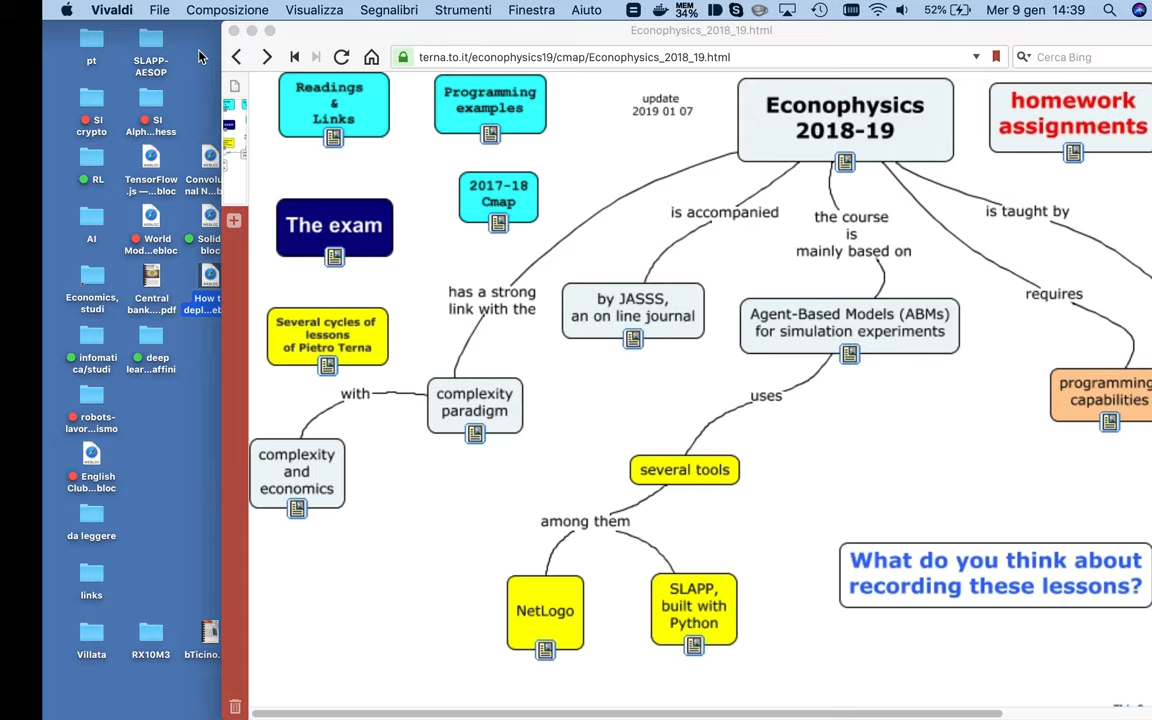 Vivaldi File Composizione Visualizza Segnalibri Strumenti Finestra Aiuto MEM 34% 52% Mer 9 gen 14:39
Econophysics_2018_19.html
terna.to.it/econophysics19/cmap/Econophysics_2018_19.html
Cerca Bing
pt
SLAPP-
AESOP
SI
crypto
SI
Alph...hess
RL
TensorFlow
.js —....bloc
Convolu
nal N...b
AI
World
Mod...ebloc
Solid
bloc
Economics,
studi
Central
bank....pdf
How t
depl...eb
infomati
ca/studi
deep
lear...affini
robots-
lavor...ismo
English
Club...bloc
da leggere
links
Villata
RX10M3
bTicino.
Readings
&
Links
Programming
examples
update
2019 01 07
Econophysics
2018-19
homework
assignments
2017-18
Cmap
The exam
is accompanied
the course
is
mainly based on
is taught by
has a strong
link with the
by JASSS,
an on line journal
Agent-Based Models (ABMs)
for simulation experiments
requires
Several cycles of
lessons
of Pietro Terna
with
complexity
paradigm
uses
programming
capabilities
complexity
and
economics
several tools
among them
NetLogo
SLAPP,
built with
Python
What do you think about
recording these lessons?